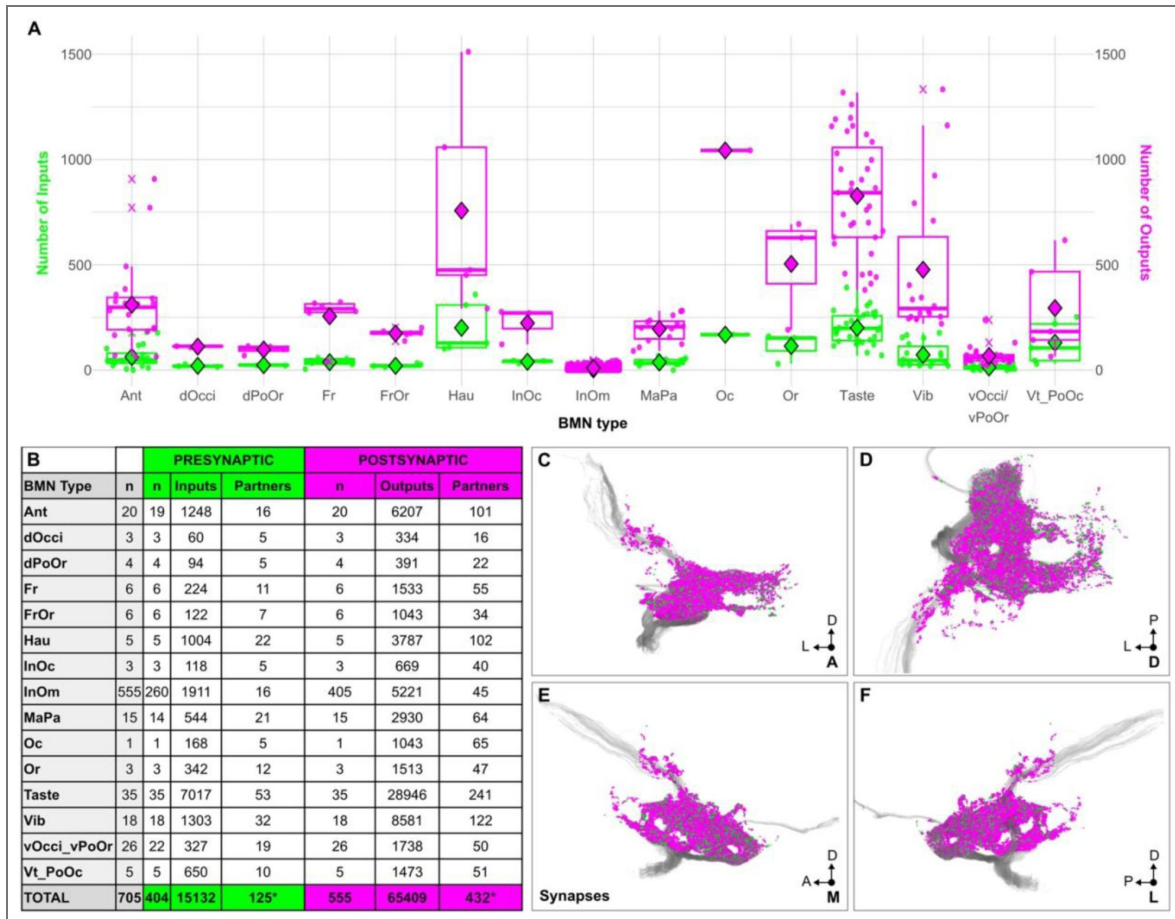 A
1500
1500
1000
1000
500
500
0
0
Number of Inputs
Number of Outputs
Ant dOcci dPoOr Fr FrOr Hau InOc InOm MaPa Oc Or Taste Vib vOcci/ Vt_PoOc
vPoOr
BMN type
B PRESYNAPTIC POSTSYNAPTIC
BMN Type n n Inputs Partners n Outputs Partners
Ant 20 19 1248 16 20 6207 101
dOcci 3 3 60 5 3 334 16
dPoOr 4 4 94 5 4 391 22
Fr 6 6 224 11 6 1533 55
FrOr 6 6 122 7 6 1043 34
Hau 5 5 1004 22 5 3787 102
InOc 3 3 118 5 3 669 40
InOm 555 260 1911 16 405 5221 45
MaPa 15 14 544 21 15 2930 64
Oc 1 1 168 5 1 1043 65
Or 3 3 342 12 3 1513 47
Taste 35 35 7017 53 35 28946 241
Vib 18 18 1303 32 18 8581 122
vOcci_vPoOr 26 22 327 19 26 1738 50
Vt_PoOc 5 5 650 10 5 1473 51
TOTAL 705 404 15132 125* 555 65409 432*
C
D
L
A
D
P
L
D
E
D
A
M
Synapses
F
D
P
L